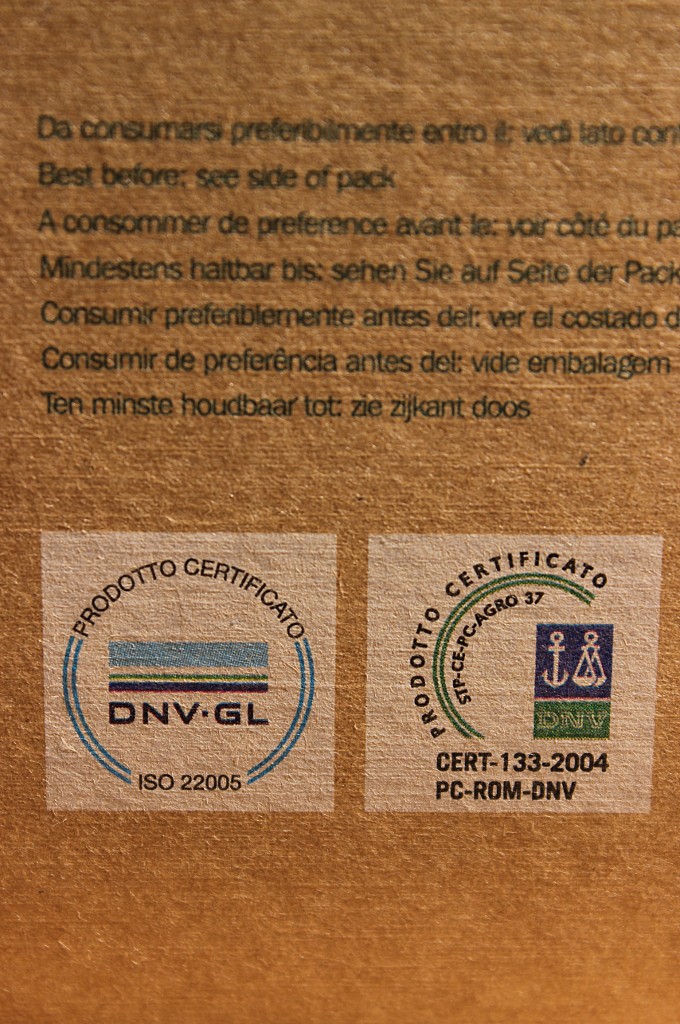 Da consumarsi preferibilmente entro il: vedi lato
Best before: see side of pack
A consommer de preference avant le: voir côté du
Mindestens haltbar bis: sehen Sie auf Seite der
Consumir preferiblemente antes del: ver el costado
Consumir de preferência antes del: vide embalagem
Ten minste houdbaar tot: zie zijkant doos
PRODOTTO CERTIFICATO
DNV·GL
ISO 22005
PRODOTTO CERTIFICATO
STP-CE-PC-AGRO 37
DNV
CERT-133-2004
PC-ROM-DNV